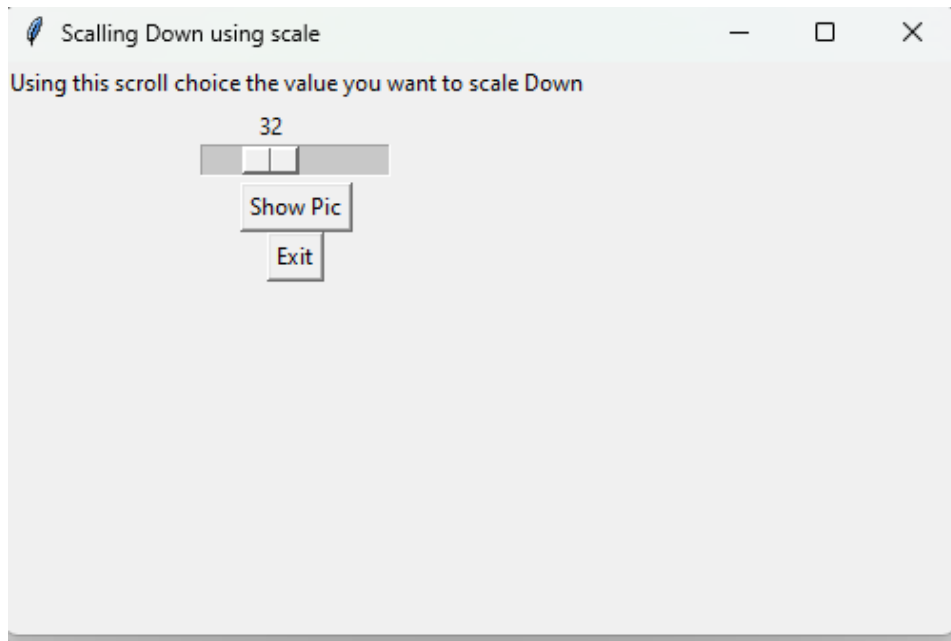 Scalling Down using scale
Using this scroll choice the value you want to scale Down
32
Show Pic
Exit